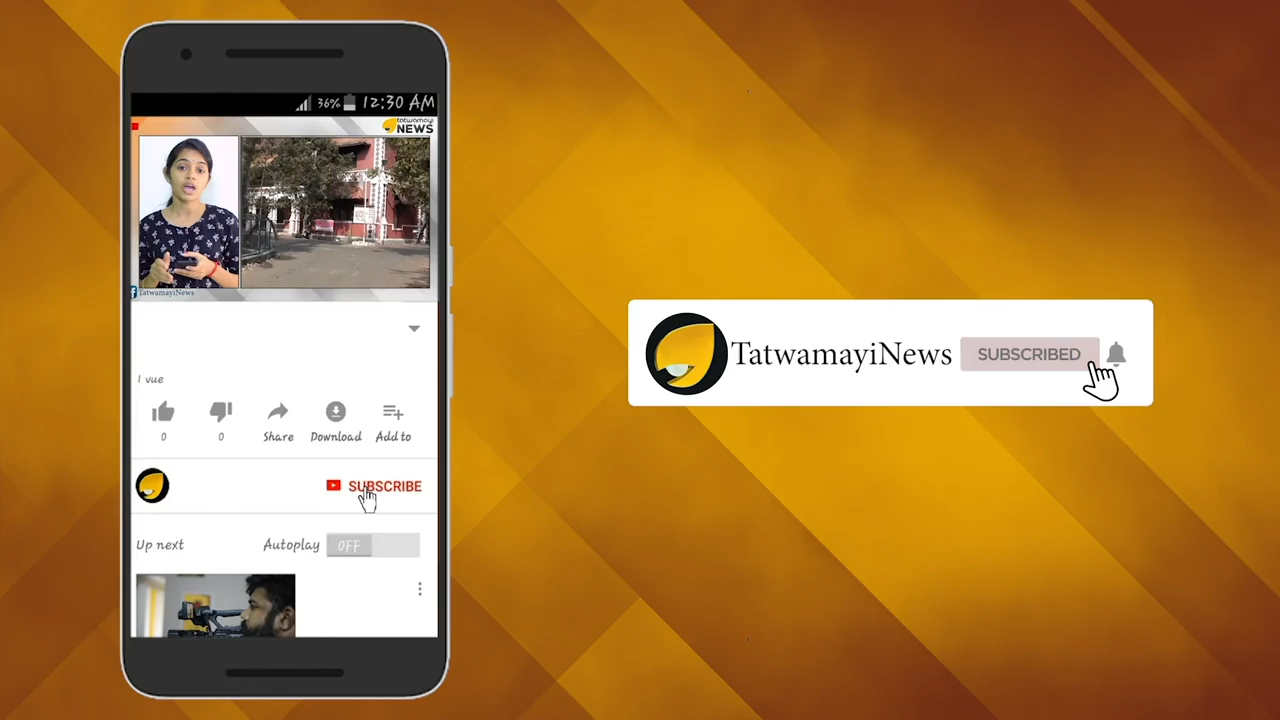 36% 12:30 AM
tatwamayi
NEWS
TatwamayiNews
1 vue
0 0 Share Download Add to
SUBSCRIBE
Up next Autoplay OFF
TatwamayiNews SUBSCRIBED